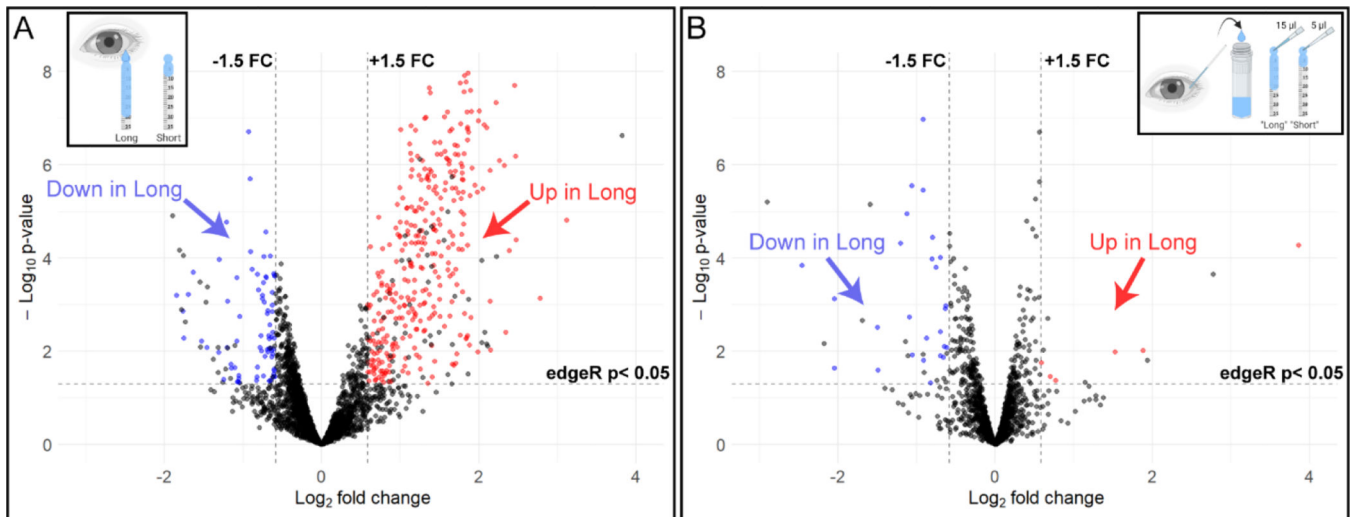 A
Long
Short
-1.5 FC
+1.5 FC
Down in Long
Up in Long
edgeR p< 0.05
8
6
4
2
0
-2
0
2
4
− Log10 p-value
Log2 fold change
B
15 µl
5 µl
"Long" "Short"
-1.5 FC
+1.5 FC
Down in Long
Up in Long
edgeR p< 0.05
8
6
4
2
0
-2
0
2
4
− Log10 p-value
Log2 fold change